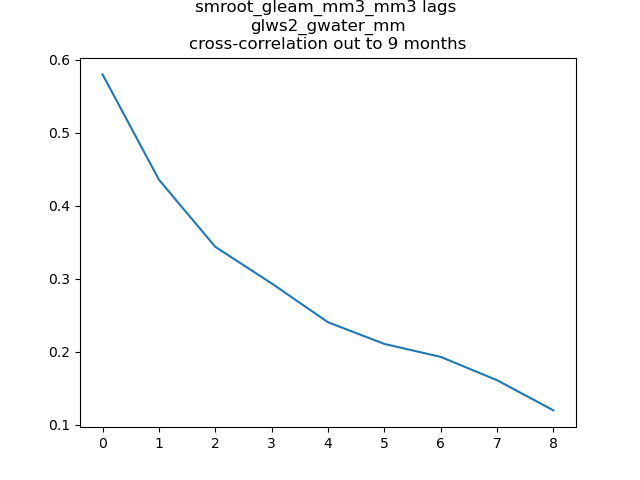 smroot_gleam_mm3_mm3 lags
glws2_gwater_mm
cross-correlation out to 9 months
0.6
0.5
0.4
0.3
0.2
0.1
0 1 2 3 4 5 6 7 8